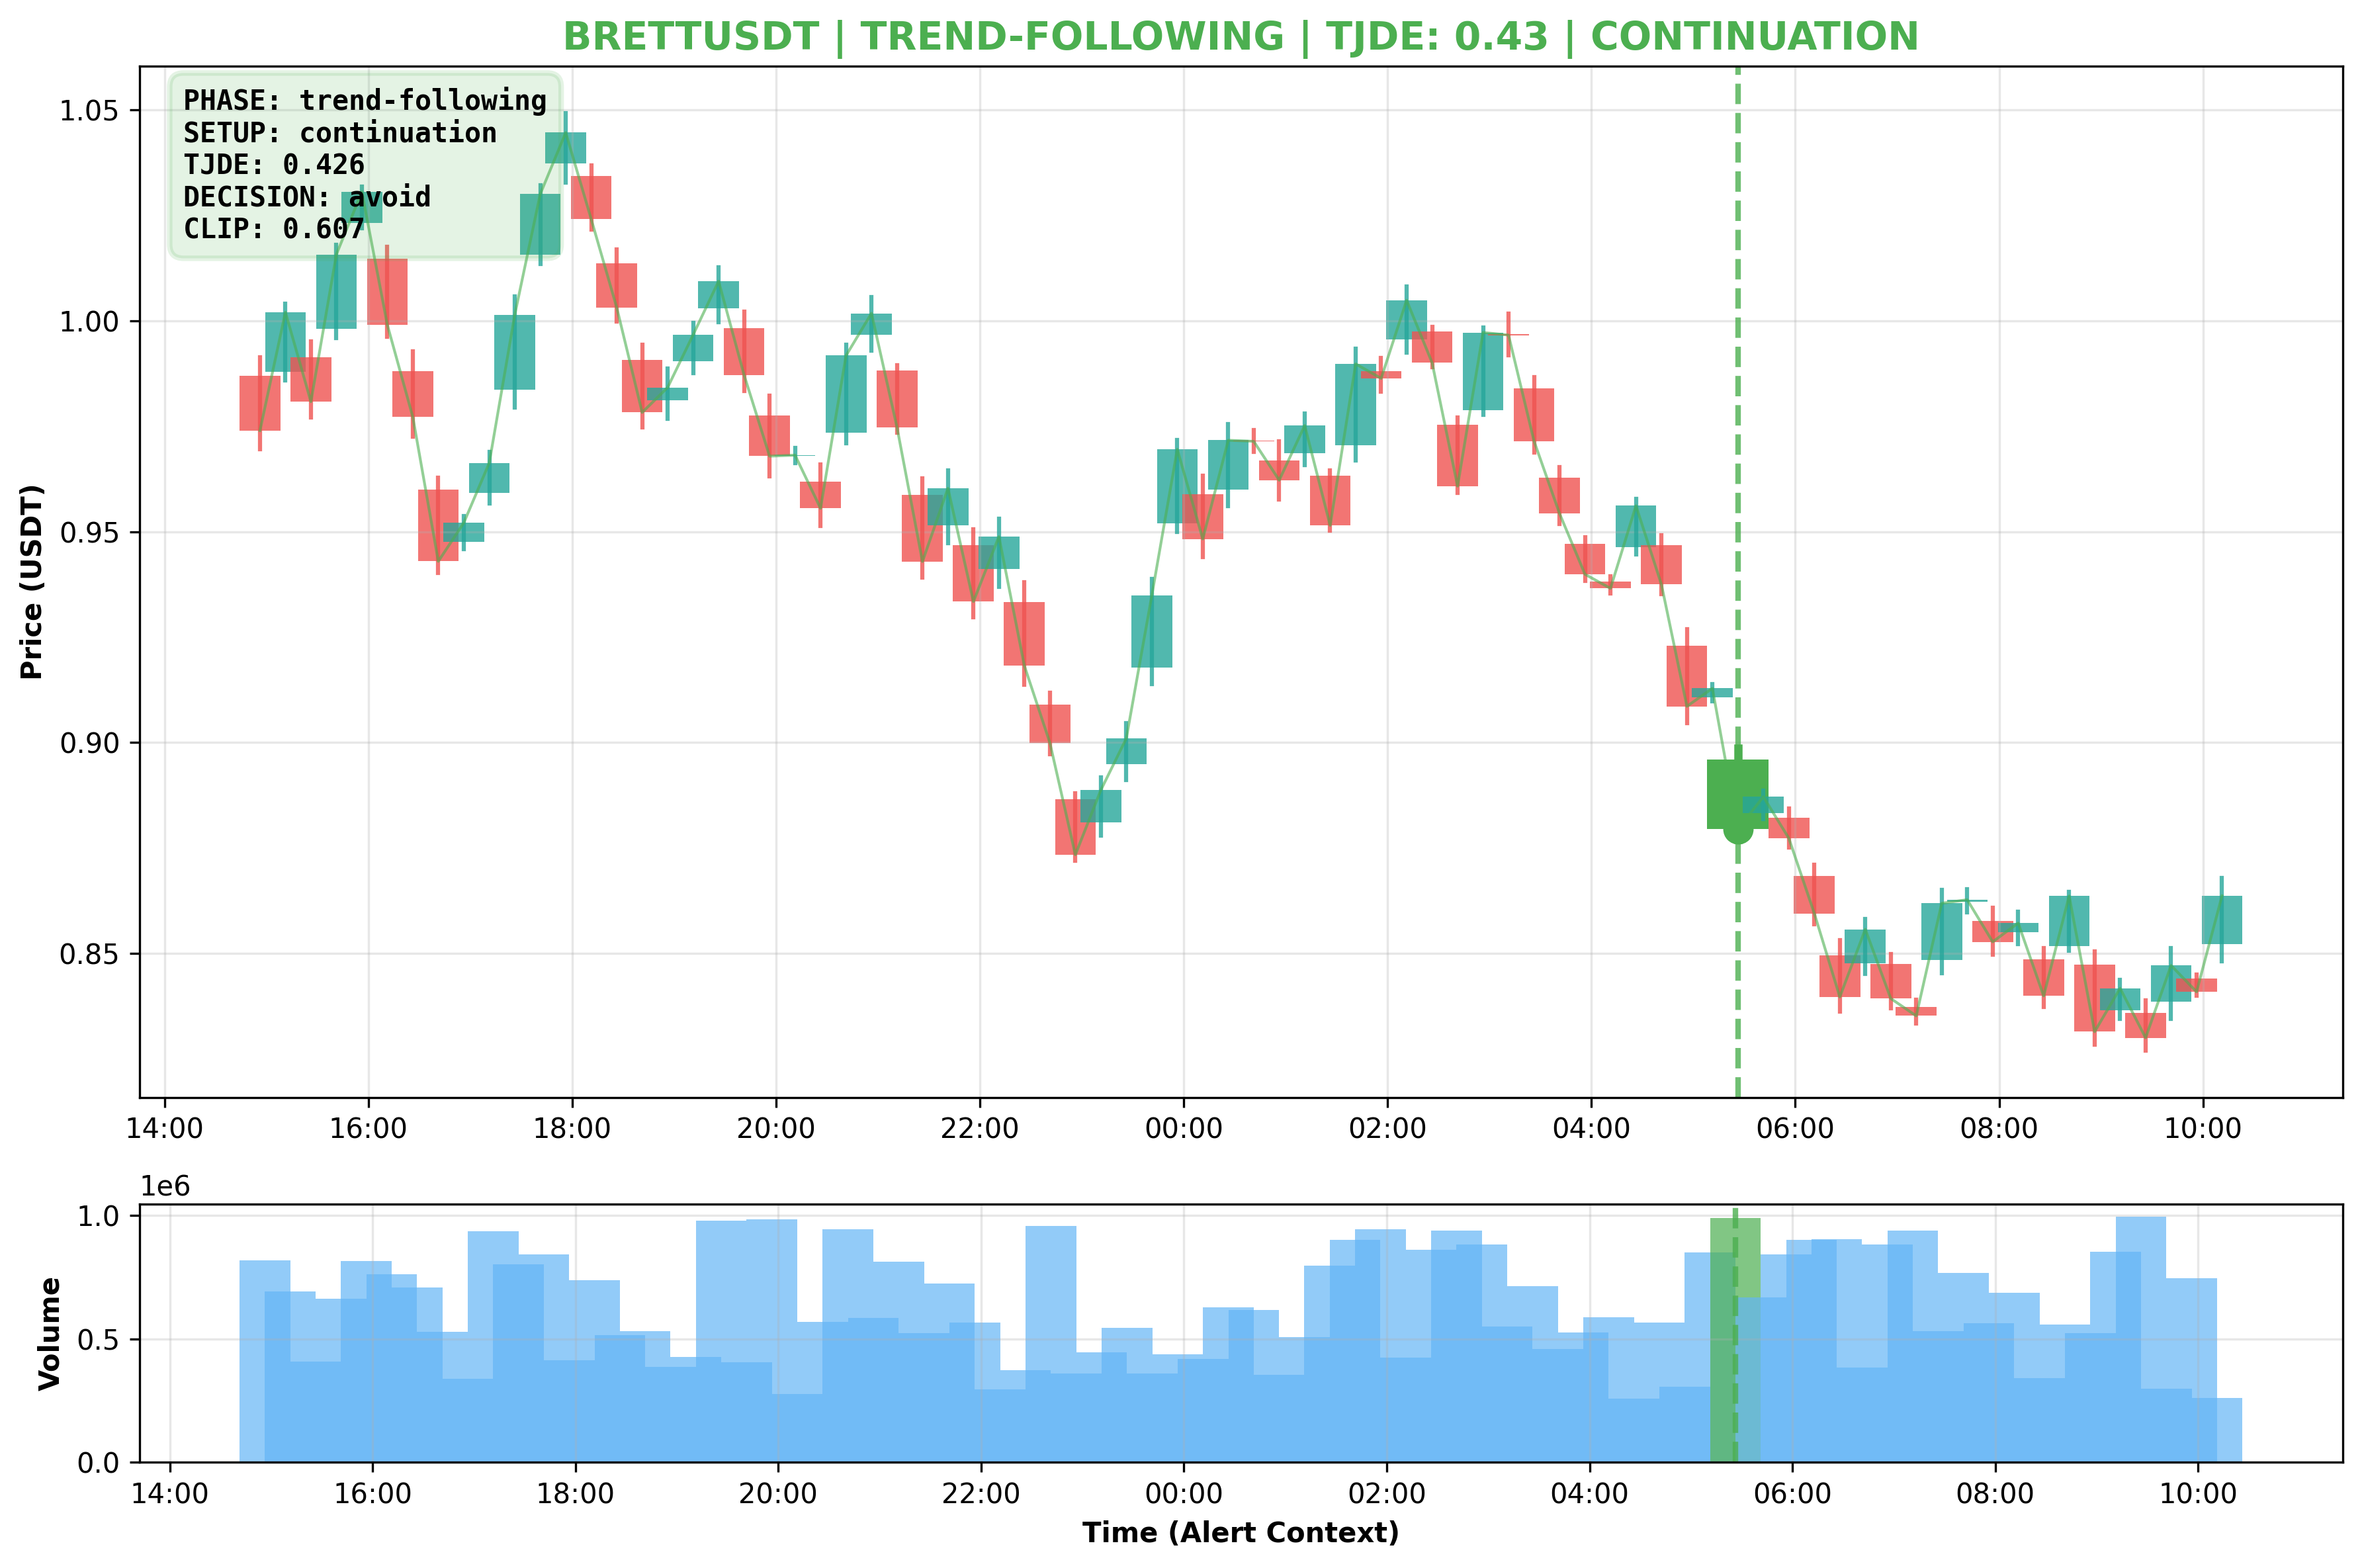 BRETTUSDT | TREND-FOLLOWING | TJDE: 0.43 | CONTINUATION
PHASE: trend-following
SETUP: continuation
TJDE: 0.426
DECISION: avoid
CLIP: 0.607
Price (USDT)
1.05
1.00
0.95
0.90
0.85
14:00 16:00 18:00 20:00 22:00 00:00 02:00 04:00 06:00 08:00 10:00
1e6
Volume
1.0
0.5
0.0
14:00 16:00 18:00 20:00 22:00 00:00 02:00 04:00 06:00 08:00 10:00
Time (Alert Context)